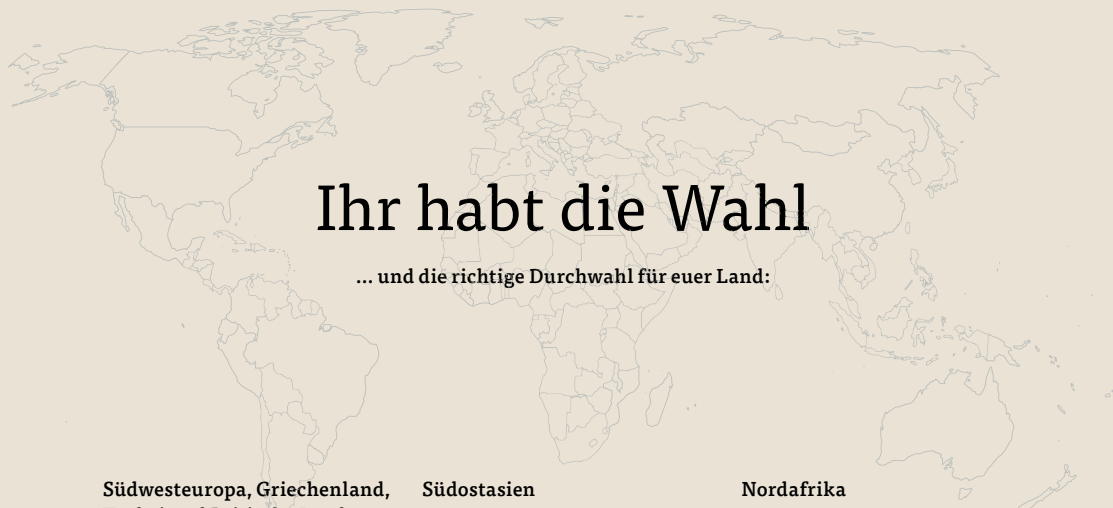 Ihr habt die Wahl
... und die richtige Durchwahl für euer Land:
Südwesteuropa, Griechenland,
Südostasien
Nordafrika